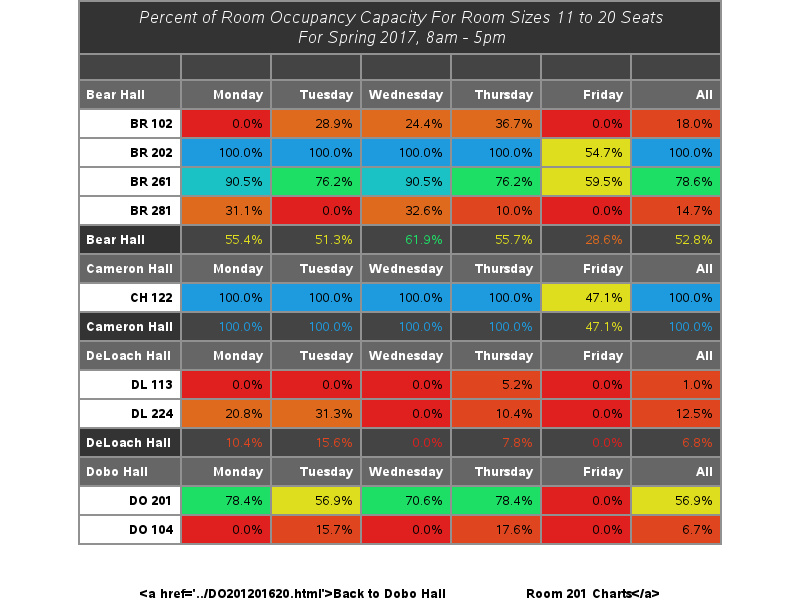 Percent of Room Occupancy Capacity For Room Sizes 11 to 20 Seats
For Spring 2017, 8am - 5pm
Bear Hall Monday Tuesday Wednesday Thursday Friday All
BR 102 0.0% 28.9% 24.4% 36.7% 0.0% 18.0%
BR 202 100.0% 100.0% 100.0% 100.0% 54.7% 100.0%
BR 261 90.5% 76.2% 90.5% 76.2% 59.5% 78.6%
BR 281 31.1% 0.0% 32.6% 10.0% 0.0% 14.7%
Bear Hall 55.4% 51.3% 61.9% 55.7% 28.6% 52.8%
Cameron Hall Monday Tuesday Wednesday Thursday Friday All
CH 122 100.0% 100.0% 100.0% 100.0% 47.1% 100.0%
Cameron Hall 100.0% 100.0% 100.0% 100.0% 47.1% 100.0%
DeLoach Hall Monday Tuesday Wednesday Thursday Friday All
DL 113 0.0% 0.0% 0.0% 5.2% 0.0% 1.0%
DL 224 20.8% 31.3% 0.0% 10.4% 0.0% 12.5%
DeLoach Hall 10.4% 15.6% 0.0% 7.8% 0.0% 6.8%
Dobo Hall Monday Tuesday Wednesday Thursday Friday All
DO 201 78.4% 56.9% 70.6% 78.4% 0.0% 56.9%
DO 104 0.0% 15.7% 0.0% 17.6% 0.0% 6.7%
<a href='../DO201201620.html'>Back to Dobo Hall Room 201 Charts</a>